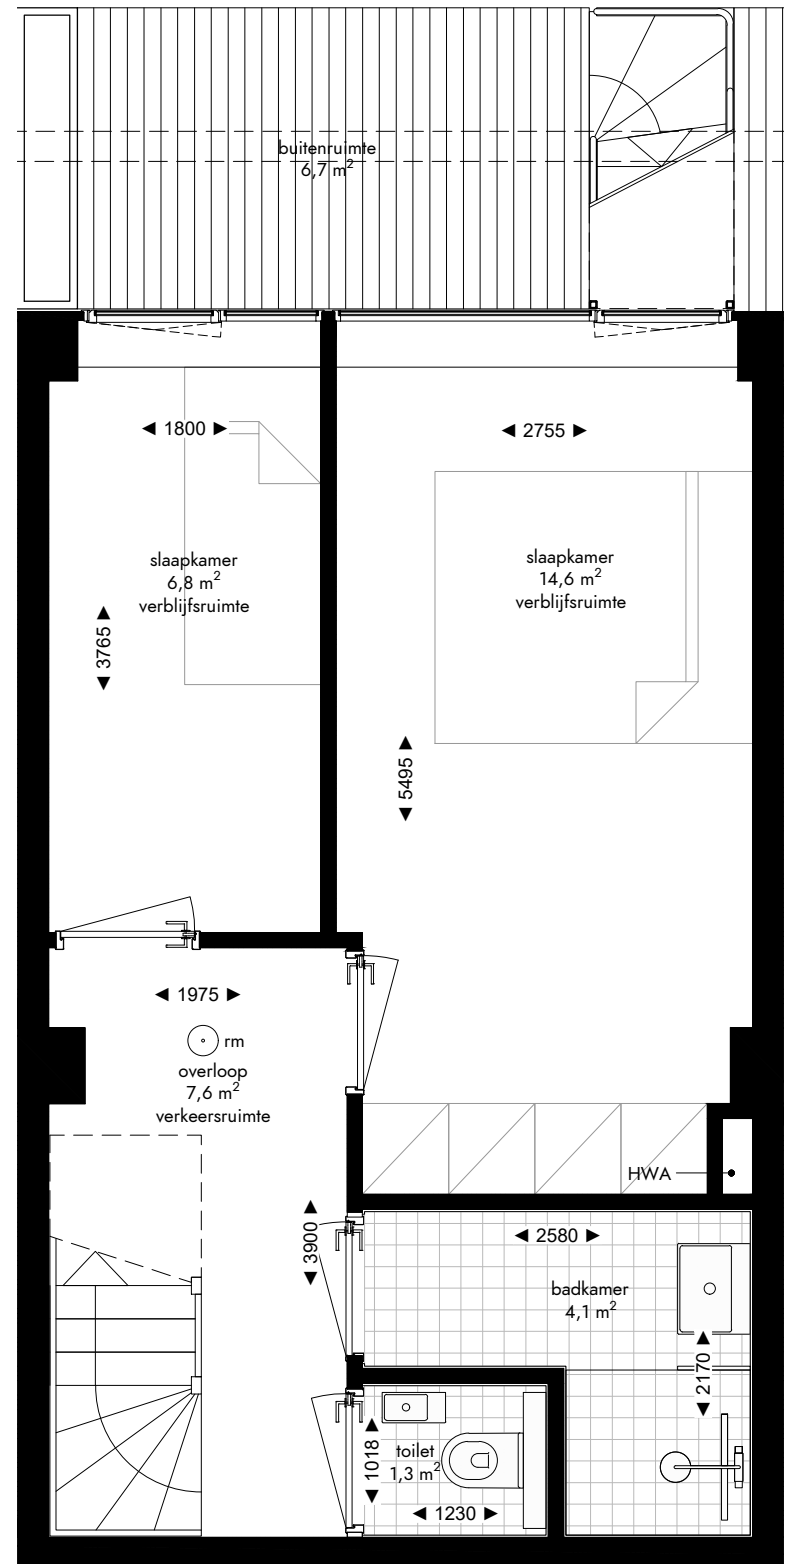 buitenruimte
6,7 m²
1800
2755
slaapkamer
6,8 m²
verblijfsruimte
slaapkamer
14,6 m²
verblijfsruimte
3765
5495
1975
rm
overloop
7,6 m²
verkeersruimte
HWA
3900
2580
badkamer
4,1 m²
2170
toilet
1,3 m²
1018
1230